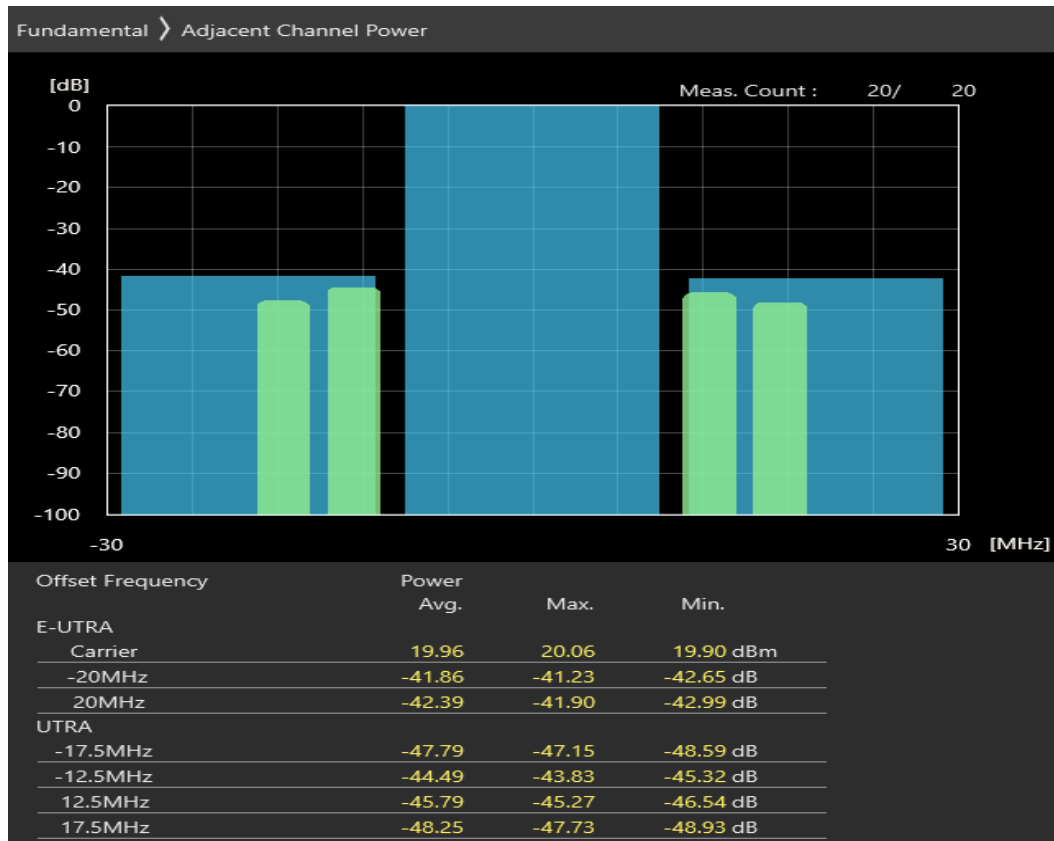 Fundamental 〉 Adjacent Channel Power
[dB]
Meas. Count : 20/ 20
0
-10
-20
-30
-40
-50
-60
-70
-80
-90
-100
-30 30 [MHz]
Offset Frequency Power
Avg. Max. Min.
E-UTRA
Carrier 19.96 20.06 19.90 dBm
-20MHz -41.86 -41.23 -42.65 dB
20MHz -42.39 -41.90 -42.99 dB
UTRA
-17.5MHz -47.79 -47.15 -48.59 dB
-12.5MHz -44.49 -43.83 -45.32 dB
12.5MHz -45.79 -45.27 -46.54 dB
17.5MHz -48.25 -47.73 -48.93 dB